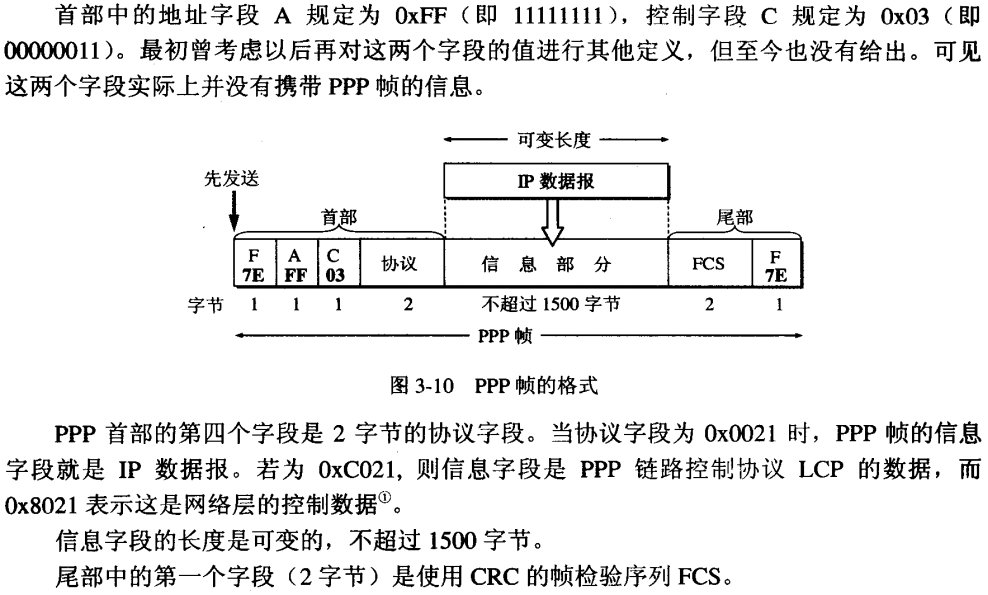 首部中的地址字段 A 规定为 0xFF（即 11111111），控制字段 C 规定为 0x03（即
00000011）。最初曾考虑以后再对这两个字段的值进行其他定义，但至今也没有给出。可见
这两个字段实际上并没有携带 PPP 帧的信息。
可变长度
先发送
IP 数据报
首部
尾部
F A C 协议 信息部分 FCS F
7E FF 03 7E
字节 1 1 1 2 不超过 1500 字节 2 1
PPP 帧
图 3-10 PPP 帧的格式
PPP 首部的第四个字段是 2 字节的协议字段。当协议字段为 0x0021 时，PPP 帧的信息
字段就是 IP 数据报。若为 0xC021, 则信息字段是 PPP 链路控制协议 LCP 的数据，而
0x8021 表示这是网络层的控制数据①。
信息字段的长度是可变的，不超过 1500 字节。
尾部中的第一个字段（2 字节）是使用 CRC 的帧检验序列 FCS。